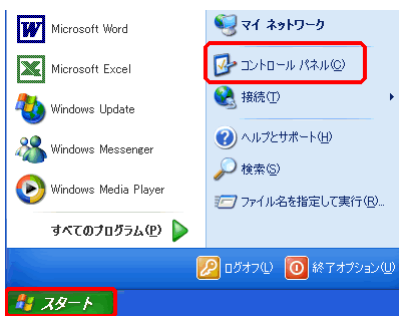 Microsoft Word
Microsoft Excel
Windows Update
Windows Messenger
Windows Media Player
すべてのプログラム(P)
マイ ネットワーク
コントロール パネル(C)
接続(T)
ヘルプとサポート(H)
検索(S)
ファイル名を指定して実行(R)...
ログオフ(L)
終了オプション(U)
スタート